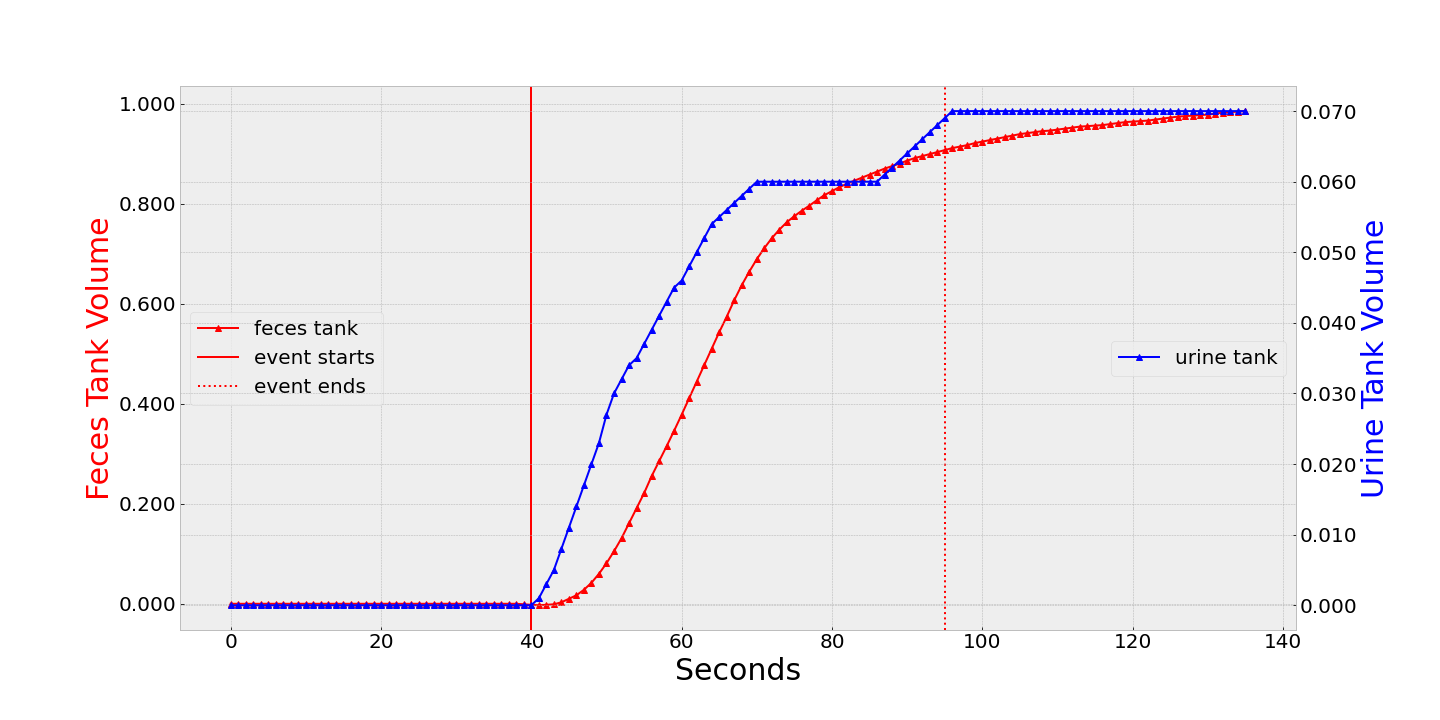 1.000
0.800
0.600
0.400
0.200
0.000
Feces Tank Volume
feces tank
event starts
event ends
urine tank
0.070
0.060
0.050
0.040
0.030
0.020
0.010
0.000
Urine Tank Volume
0 20 40 60 80 100 120 140
Seconds